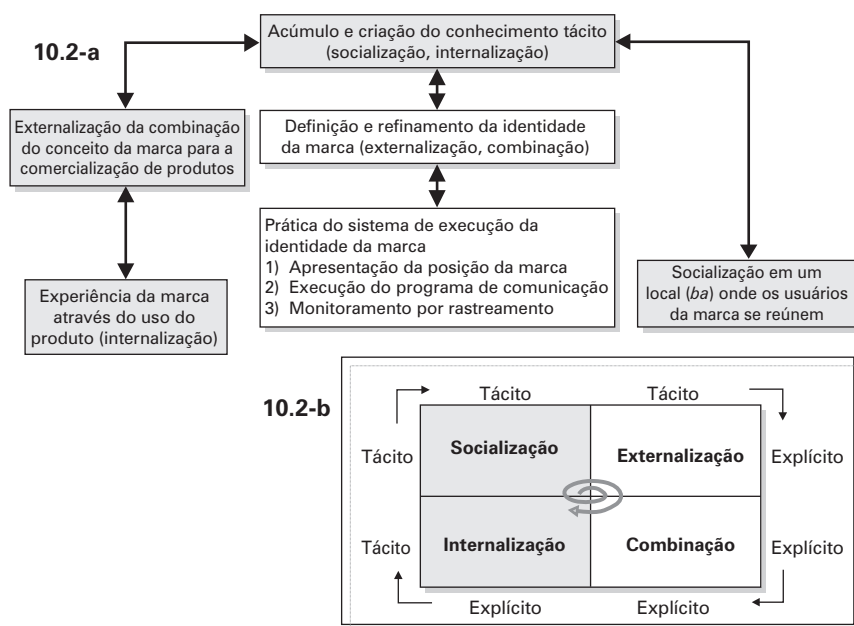 10.2-a
Acúmulo e criação do conhecimento tácito
(socialização, internalização)
Externalização da combinação
do conceito da marca para a
comercialização de produtos
Definição e refinamento da identidade
da marca (externalização, combinação)
Experiência da marca
através do uso do
produto (internalização)
Prática do sistema de execução da
identidade da marca
1) Apresentação da posição da marca
2) Execução do programa de comunicação
3) Monitoramento por rastreamento
Socialização em um
local (ba) onde os usuários
da marca se reúnem
10.2-b
Tácito Tácito
Tácito Socialização Externalização Explícito
Tácito Internalização Combinação Explícito
Explícito Explícito